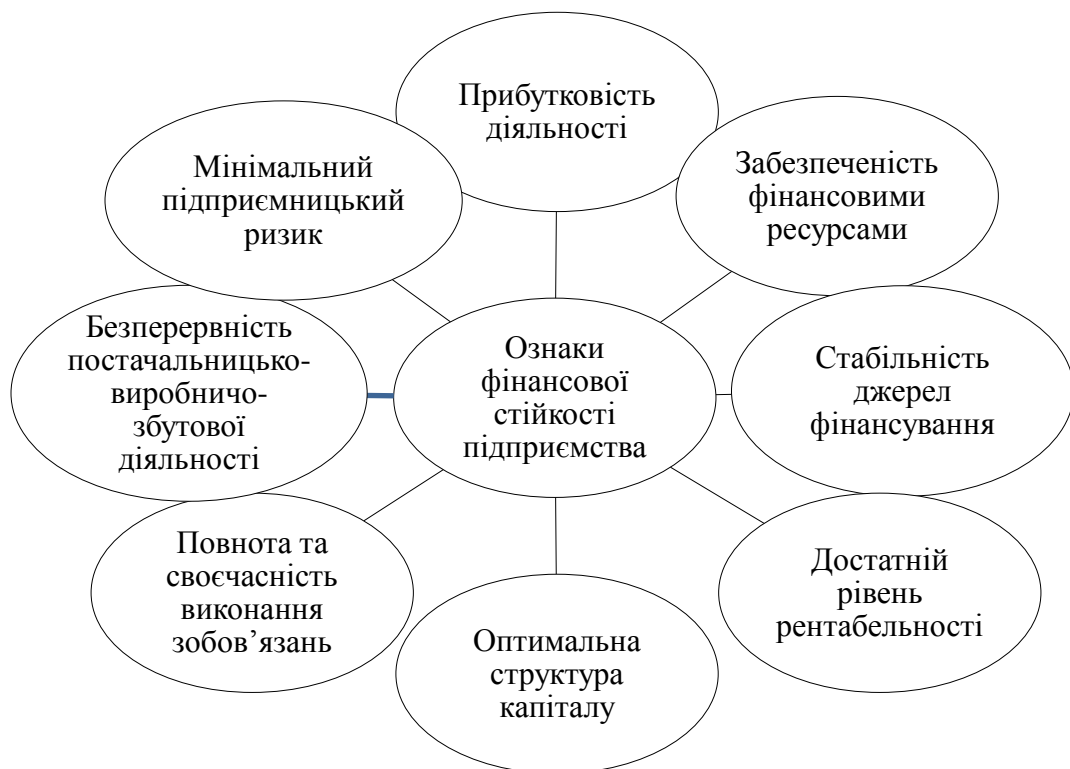 Прибутковість
діяльності
Забезпеченість
фінансовими
ресурсами
Стабільність
джерел
фінансування
Достатній
рівень
рентабельності
Оптимальна
структура
капіталу
Повнота та
своєчасність
виконання
зобов’язань
Безперервність
постачальницько-
виробничо-
збутової
діяльності
Мінімальний
підприємницький
ризик
Ознаки
фінансової
стійкості
підприємства